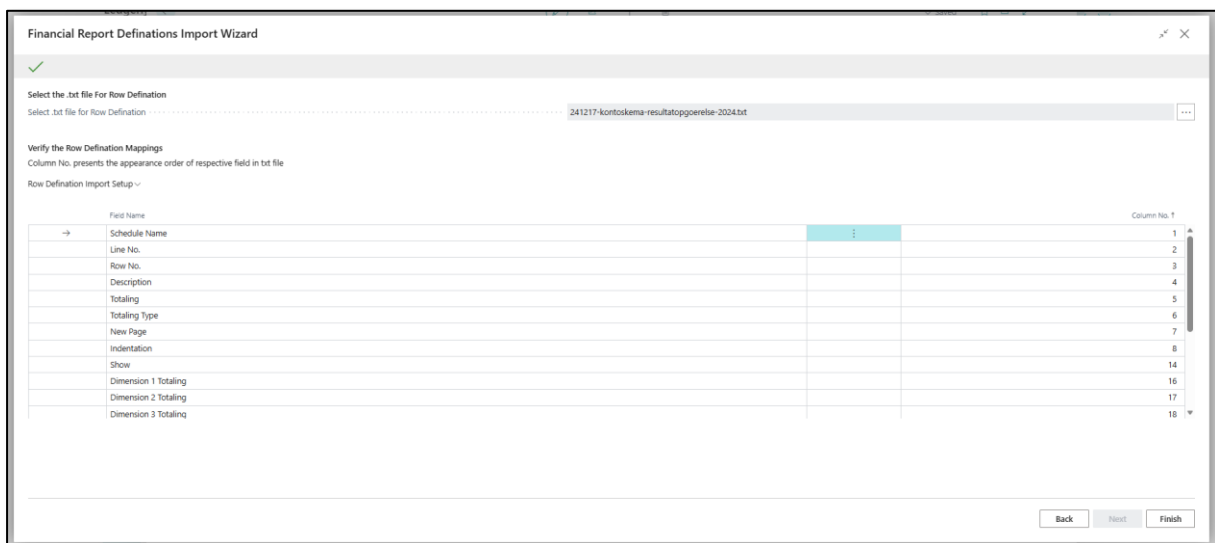 Financial Report Definations Import Wizard
Select the .txt file For Row Defination
Select .txt file for Row Defination 241217-kontoskema-resultatopgoerelse-2024.txt
Verify the Row Defination Mappings
Column No. presents the appearance order of respective field in txt file
Row Defination Import Setup
Field Name Column No. ↑
Schedule Name 1
Line No. 2
Row No. 3
Description 4
Totaling 5
Totaling Type 6
New Page 7
Indentation 8
Show 14
Dimension 1 Totaling 16
Dimension 2 Totaling 17
Dimension 3 Totaling 18
Back Next Finish